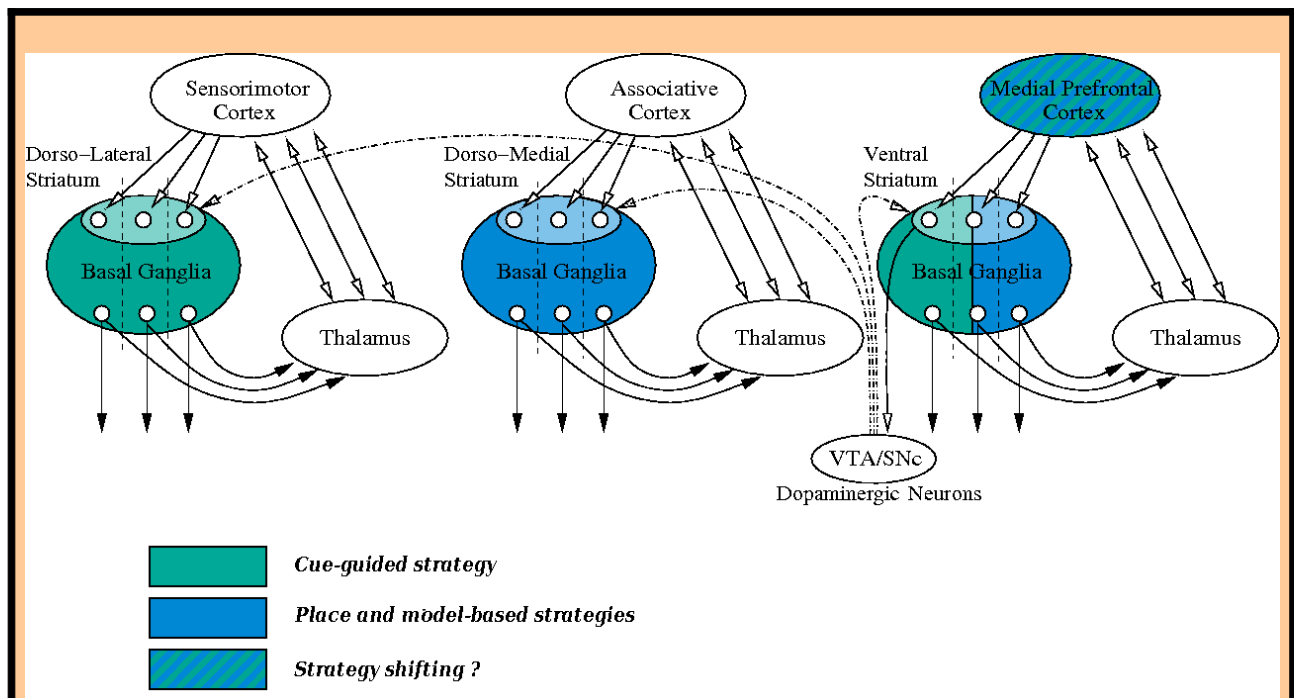 Sensorimotor
Cortex
Associative
Cortex
Medial Prefrontal
Cortex
Dorso-Lateral
Striatum
Dorso-Medial
Striatum
Ventral
Striatum
Basal Ganglia
Basal Ganglia
Basal Ganglia
Thalamus
Thalamus
Thalamus
VTA/SNc
Dopaminergic Neurons
Cue-guided strategy
Place and model-based strategies
Strategy shifting ?